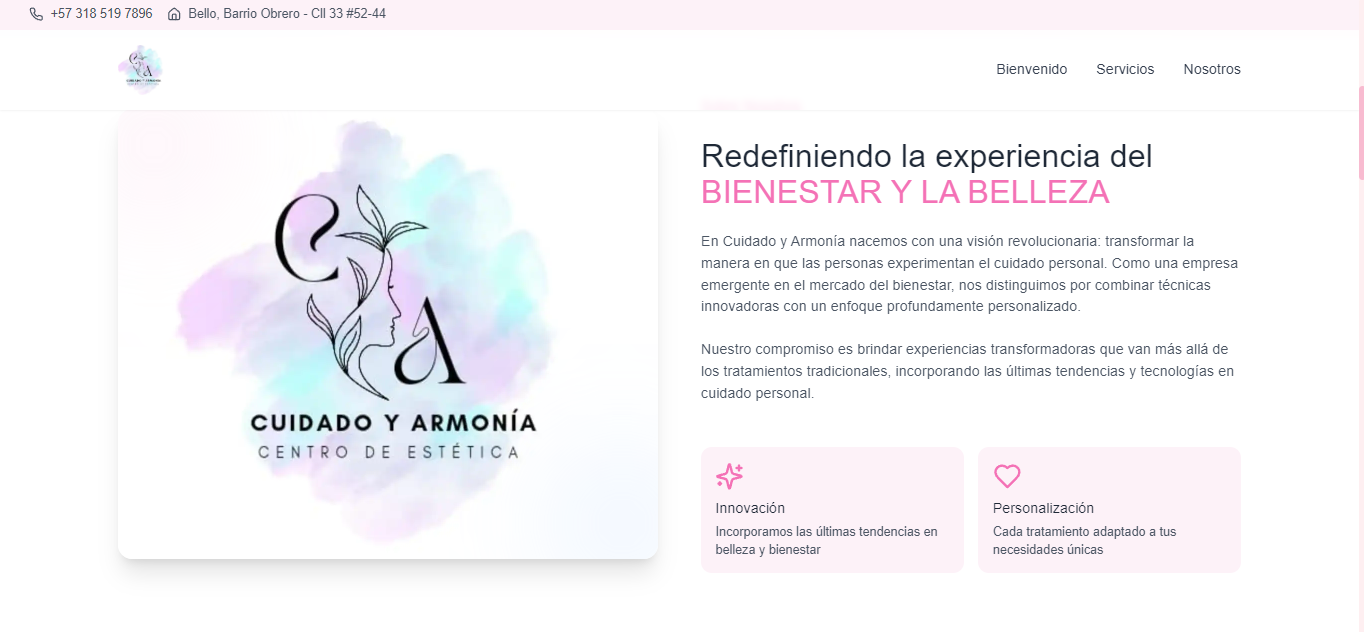 +57 318 519 7896 Bello, Barrio Obrero - Cll 33 #52-44
Bienvenido Servicios Nosotros
C A
CUIDADO Y ARMONÍA
CENTRO DE ESTÉTICA
Redefiniendo la experiencia del
BIENESTAR Y LA BELLEZA
En Cuidado y Armonía nacemos con una visión revolucionaria: transformar la
manera en que las personas experimentan el cuidado personal. Como una empresa
emergente en el mercado del bienestar, nos distinguimos por combinar técnicas
innovadoras con un enfoque profundamente personalizado.
Nuestro compromiso es brindar experiencias transformadoras que van más allá de
los tratamientos tradicionales, incorporando las últimas tendencias y tecnologías en
cuidado personal.
Innovación
Incorporamos las últimas tendencias en
belleza y bienestar
Personalización
Cada tratamiento adaptado a tus
necesidades únicas